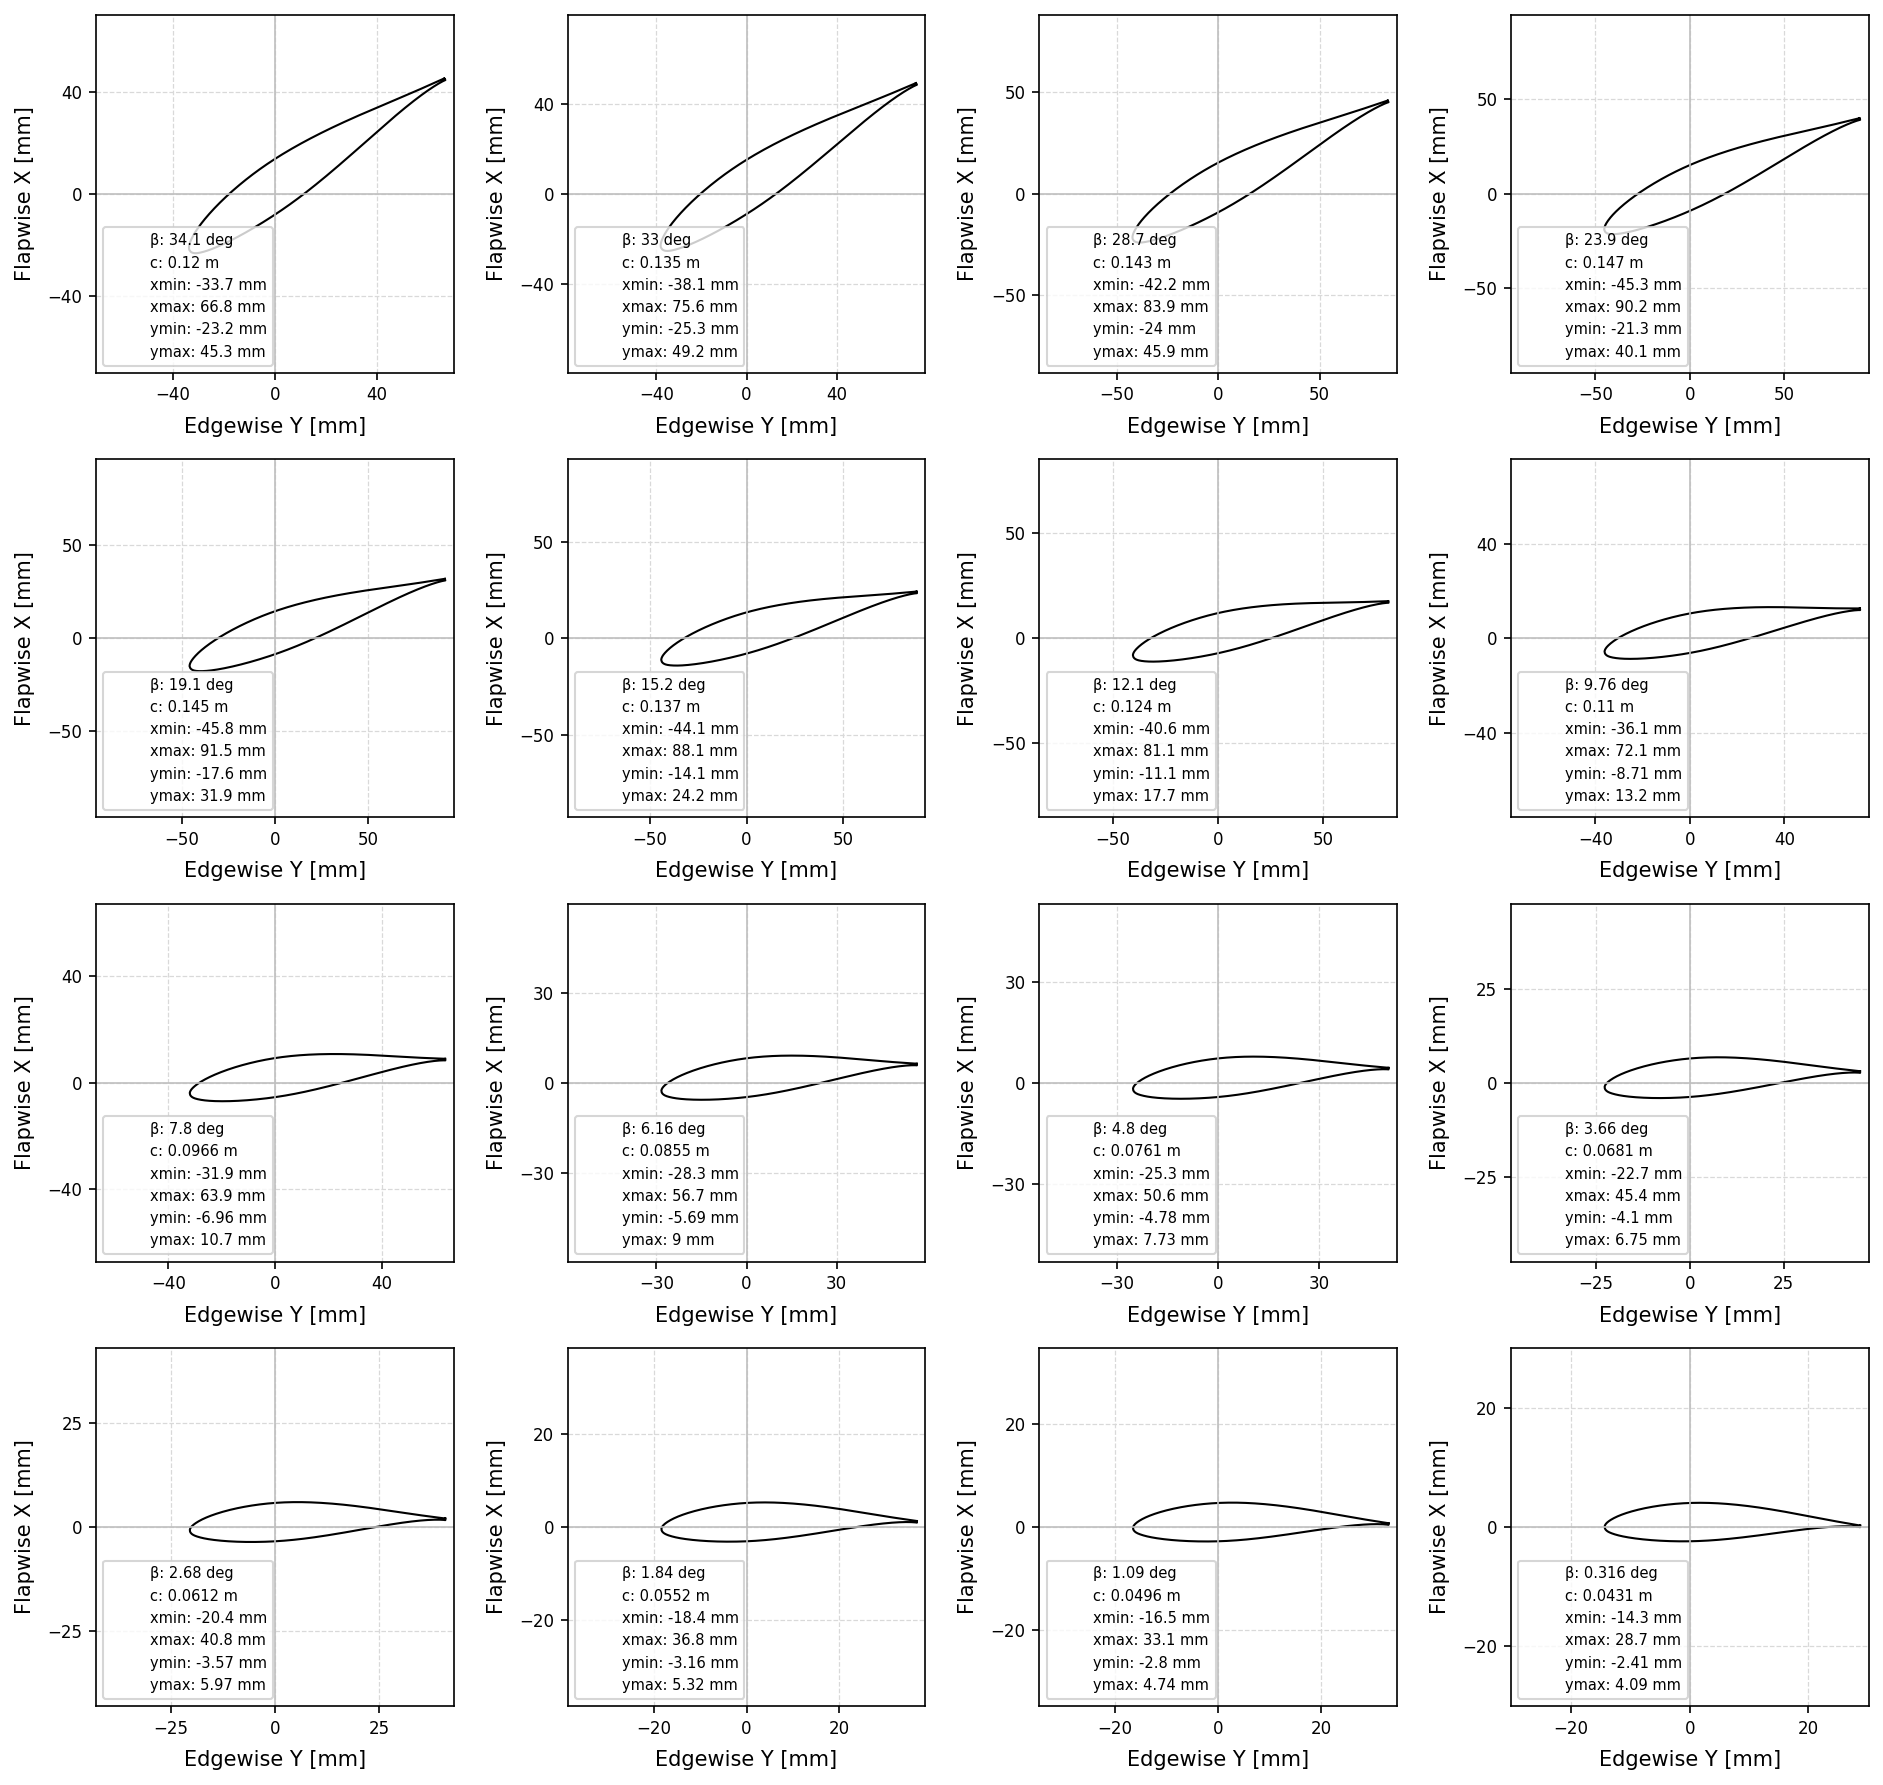 Flapwise X [mm]
40
0
−40
β: 34.1 deg
c: 0.12 m
xmin: -33.7 mm
xmax: 66.8 mm
ymin: -23.2 mm
ymax: 45.3 mm
−40 0 40
Edgewise Y [mm]
Flapwise X [mm]
40
0
−40
β: 33 deg
c: 0.135 m
xmin: -38.1 mm
xmax: 75.6 mm
ymin: -25.3 mm
ymax: 49.2 mm
−40 0 40
Edgewise Y [mm]
Flapwise X [mm]
50
0
−50
β: 28.7 deg
c: 0.143 m
xmin: -42.2 mm
xmax: 83.9 mm
ymin: -24 mm
ymax: 45.9 mm
−50 0 50
Edgewise Y [mm]
Flapwise X [mm]
50
0
−50
β: 23.9 deg
c: 0.147 m
xmin: -45.3 mm
xmax: 90.2 mm
ymin: -21.3 mm
ymax: 40.1 mm
−50 0 50
Edgewise Y [mm]
Flapwise X [mm]
50
0
−50
β: 19.1 deg
c: 0.145 m
xmin: -45.8 mm
xmax: 91.5 mm
ymin: -17.6 mm
ymax: 31.9 mm
−50 0 50
Edgewise Y [mm]
Flapwise X [mm]
50
0
−50
β: 15.2 deg
c: 0.137 m
xmin: -44.1 mm
xmax: 88.1 mm
ymin: -14.1 mm
ymax: 24.2 mm
−50 0 50
Edgewise Y [mm]
Flapwise X [mm]
50
0
−50
β: 12.1 deg
c: 0.124 m
xmin: -40.6 mm
xmax: 81.1 mm
ymin: -11.1 mm
ymax: 17.7 mm
−50 0 50
Edgewise Y [mm]
Flapwise X [mm]
40
0
−40
β: 9.76 deg
c: 0.11 m
xmin: -36.1 mm
xmax: 72.1 mm
ymin: -8.71 mm
ymax: 13.2 mm
−40 0 40
Edgewise Y [mm]
Flapwise X [mm]
40
0
−40
β: 7.8 deg
c: 0.0966 m
xmin: -31.9 mm
xmax: 63.9 mm
ymin: -6.96 mm
ymax: 10.7 mm
−40 0 40
Edgewise Y [mm]
Flapwise X [mm]
30
0
−30
β: 6.16 deg
c: 0.0855 m
xmin: -28.3 mm
xmax: 56.7 mm
ymin: -5.69 mm
ymax: 9 mm
−30 0 30
Edgewise Y [mm]
Flapwise X [mm]
30
0
−30
β: 4.8 deg
c: 0.0761 m
xmin: -25.3 mm
xmax: 50.6 mm
ymin: -4.78 mm
ymax: 7.73 mm
−30 0 30
Edgewise Y [mm]
Flapwise X [mm]
25
0
−25
β: 3.66 deg
c: 0.0681 m
xmin: -22.7 mm
xmax: 45.4 mm
ymin: -4.1 mm
ymax: 6.75 mm
−25 0 25
Edgewise Y [mm]
Flapwise X [mm]
25
0
−25
β: 2.68 deg
c: 0.0612 m
xmin: -20.4 mm
xmax: 40.8 mm
ymin: -3.57 mm
ymax: 5.97 mm
−25 0 25
Edgewise Y [mm]
Flapwise X [mm]
20
0
−20
β: 1.84 deg
c: 0.0552 m
xmin: -18.4 mm
xmax: 36.8 mm
ymin: -3.16 mm
ymax: 5.32 mm
−20 0 20
Edgewise Y [mm]
Flapwise X [mm]
20
0
−20
β: 1.09 deg
c: 0.0496 m
xmin: -16.5 mm
xmax: 33.1 mm
ymin: -2.8 mm
ymax: 4.74 mm
−20 0 20
Edgewise Y [mm]
Flapwise X [mm]
20
0
−20
β: 0.316 deg
c: 0.0431 m
xmin: -14.3 mm
xmax: 28.7 mm
ymin: -2.41 mm
ymax: 4.09 mm
−20 0 20
Edgewise Y [mm]